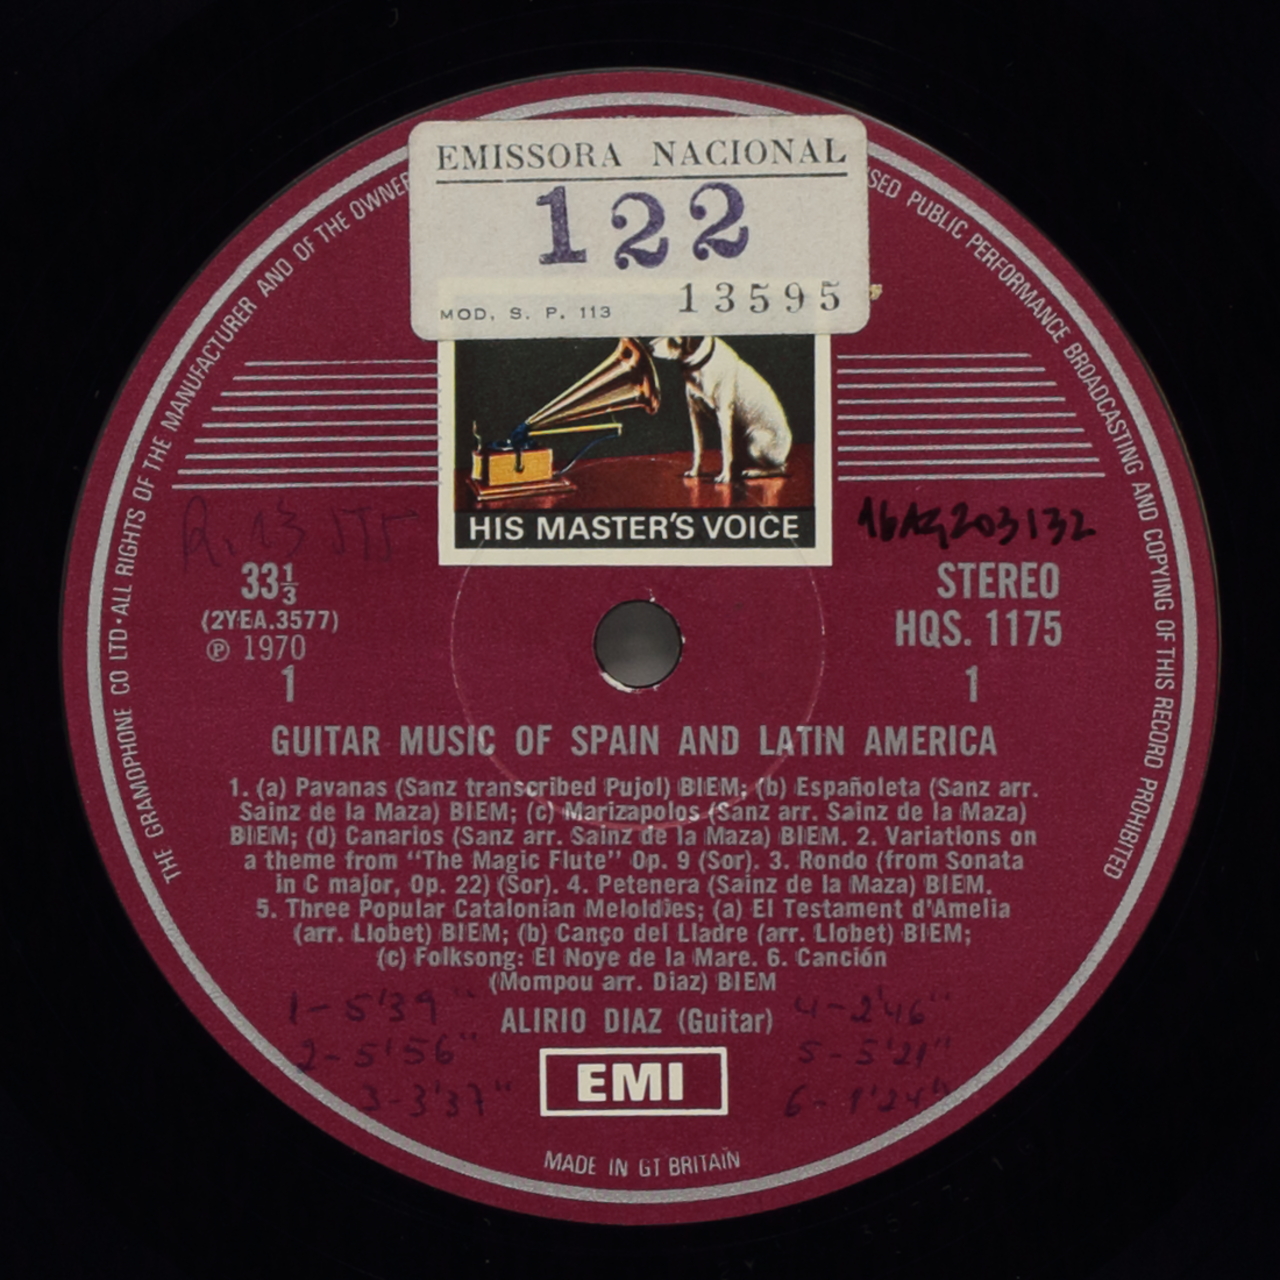 EMISSORA NACIONAL
122
MOD. S. P. 113 13595
THE GRAMOPHONE CO LTD · ALL RIGHTS OF THE MANUFACTURER AND OF THE OWNER
PUBLIC PERFORMANCE BROADCASTING AND COPYING OF THIS RECORD PROHIBITED
HIS MASTER'S VOICE
33⅓
(2YEA.3577)
℗ 1970
1
STEREO
HQS. 1175
1
GUITAR MUSIC OF SPAIN AND LATIN AMERICA
1. (a) Pavanas (Sanz transcribed Pujol) BIEM; (b) Españoleta (Sanz arr.
Sainz de la Maza) BIEM; (c) Marizapolos (Sanz arr. Sainz de la Maza)
BIEM; (d) Canarios (Sanz arr. Sainz de la Maza) BIEM. 2. Variations on
a theme from "The Magic Flute" Op. 9 (Sor). 3. Rondo (from Sonata
in C major, Op. 22) (Sor). 4. Petenera (Sainz de la Maza) BIEM.
5. Three Popular Catalonian Meloldies; (a) El Testament d'Amelia
(arr. Llobet) BIEM; (b) Canço del Lladre (arr. Llobet) BIEM;
(c) Folksong: El Noye de la Mare. 6. Canción
(Mompou arr. Diaz) BIEM
ALIRIO DIAZ (Guitar)
1-5'39"
2-5'56"
3-3'37"
4-2'46"
5-5'21"
6-1'24"
EMI
MADE IN GT BRITAIN